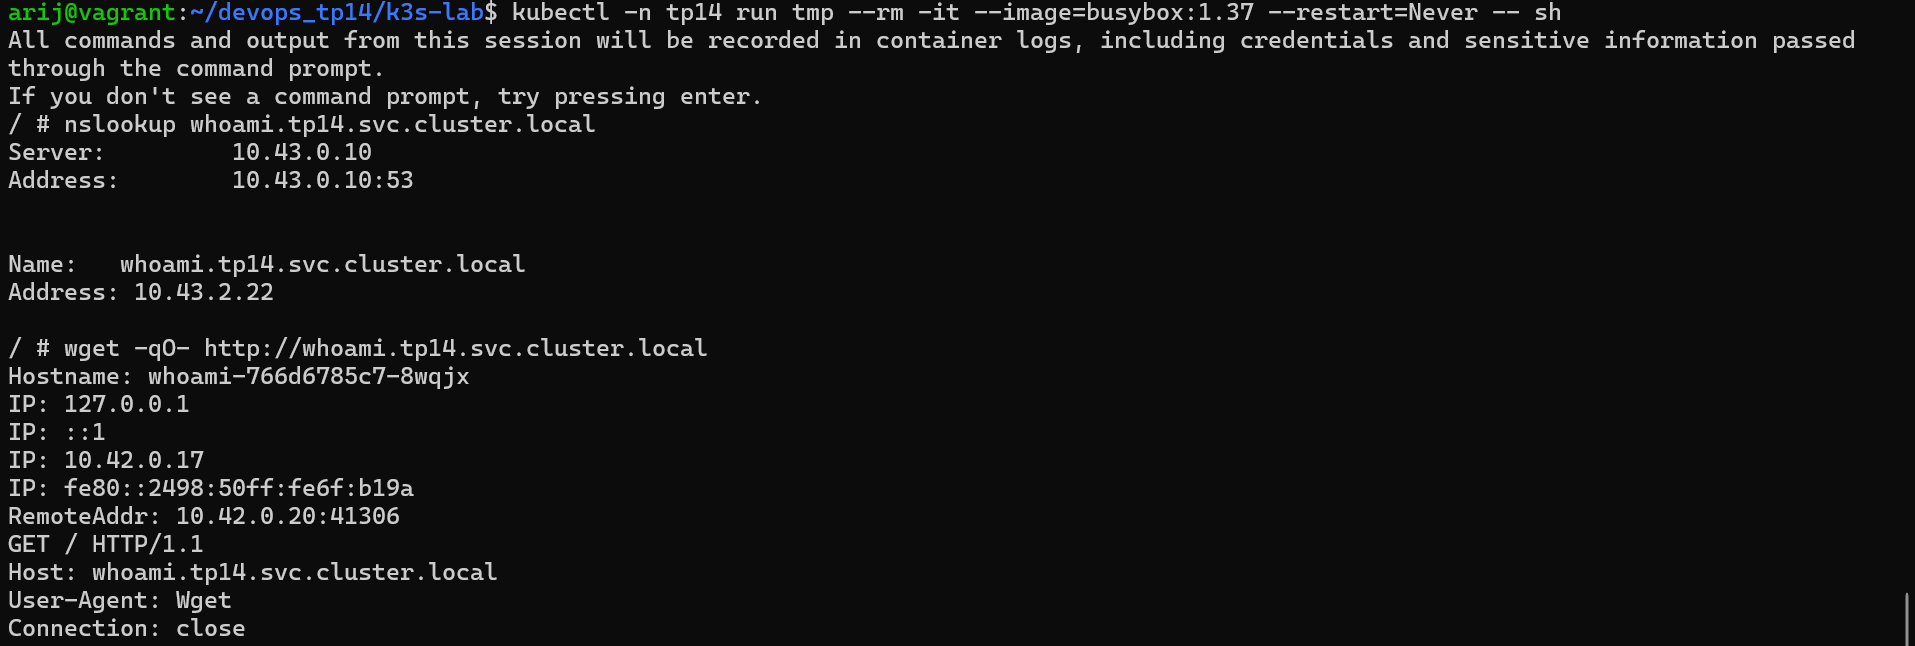 arij@vagrant:~/devops_tp14/k3s-lab$ kubectl -n tp14 run tmp --rm -it --image=busybox:1.37 --restart=Never -- sh
All commands and output from this session will be recorded in container logs, including credentials and sensitive information passed
through the command prompt.
If you don't see a command prompt, try pressing enter.
/ # nslookup whoami.tp14.svc.cluster.local
Server:         10.43.0.10
Address:        10.43.0.10:53
Name:   whoami.tp14.svc.cluster.local
Address: 10.43.2.22
/ # wget -qO- http://whoami.tp14.svc.cluster.local
Hostname: whoami-766d6785c7-8wqjx
IP: 127.0.0.1
IP: ::1
IP: 10.42.0.17
IP: fe80::2498:50ff:fe6f:b19a
RemoteAddr: 10.42.0.20:41306
GET / HTTP/1.1
Host: whoami.tp14.svc.cluster.local
User-Agent: Wget
Connection: close